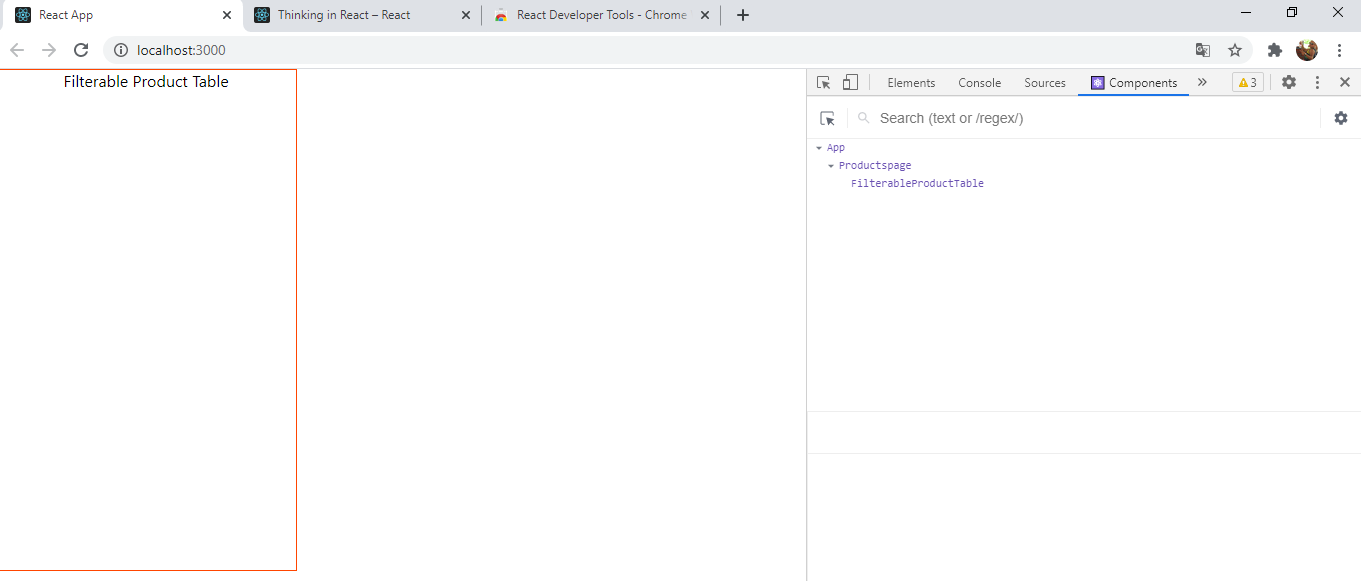 React App
Thinking in React – React
React Developer Tools - Chrome
localhost:3000
Filterable Product Table
Elements
Console
Sources
Components
3
Search (text or /regex/)
App
Productspage
FilterableProductTable